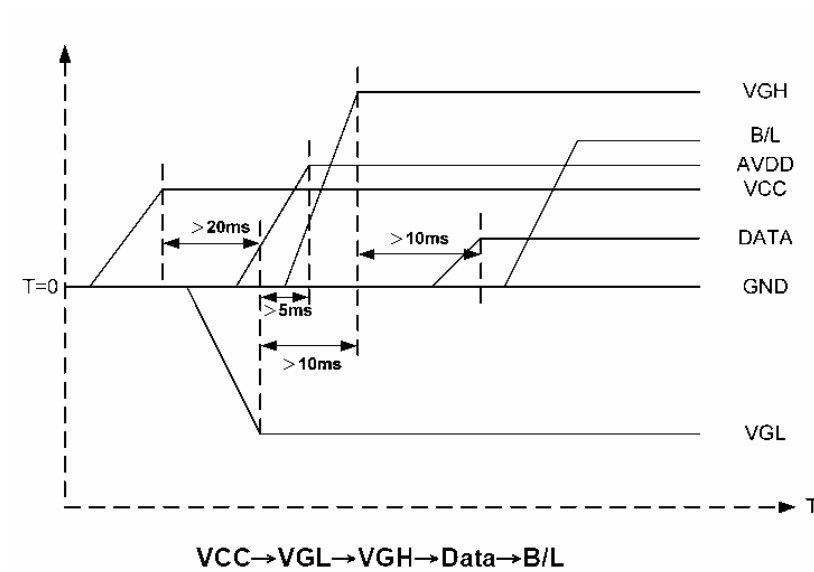 VGH
B/L
AVDD
VCC
>20ms
>10ms
DATA
T=0
GND
>5ms
>10ms
VGL
T
VCC→VGL→VGH→Data→B/L